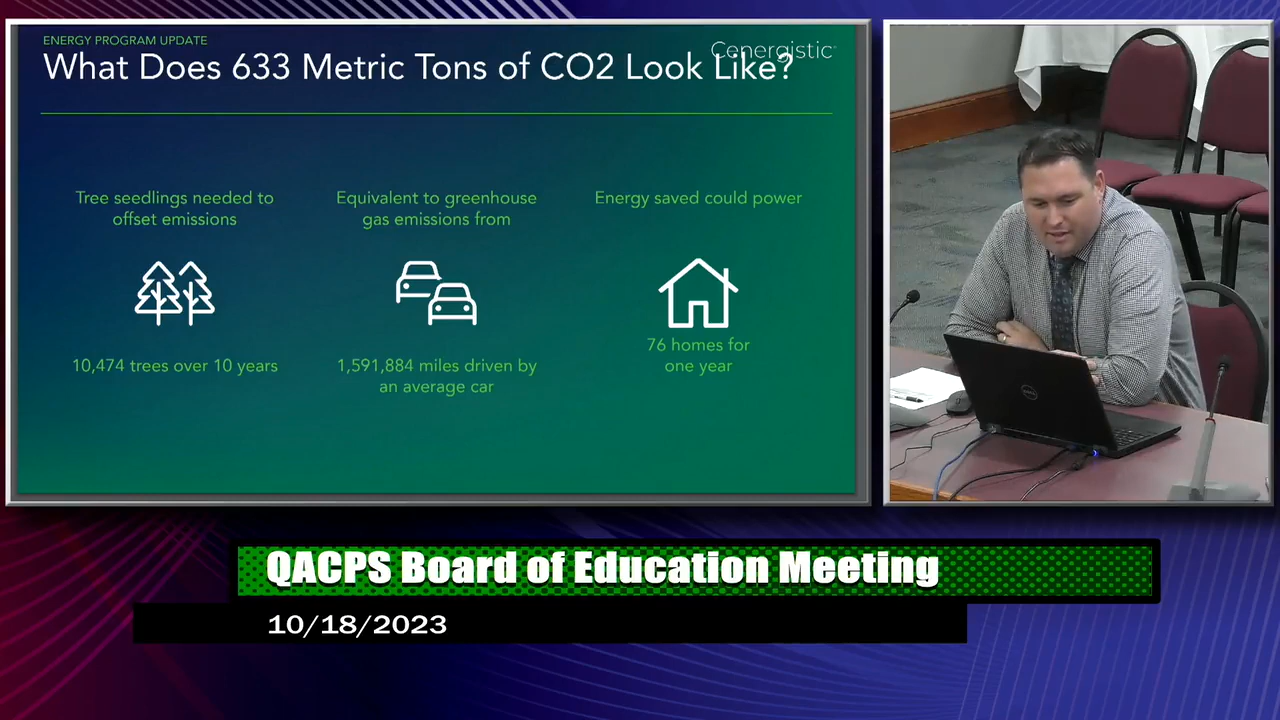 ENERGY PROGRAM UPDATE
Cenergistic
What Does 633 Metric Tons of CO2 Look Like?
Tree seedlings needed to
offset emissions
10,474 trees over 10 years
Equivalent to greenhouse
gas emissions from
1,591,884 miles driven by
an average car
Energy saved could power
76 homes for
one year
DELL
QACPS Board of Education Meeting
10/18/2023